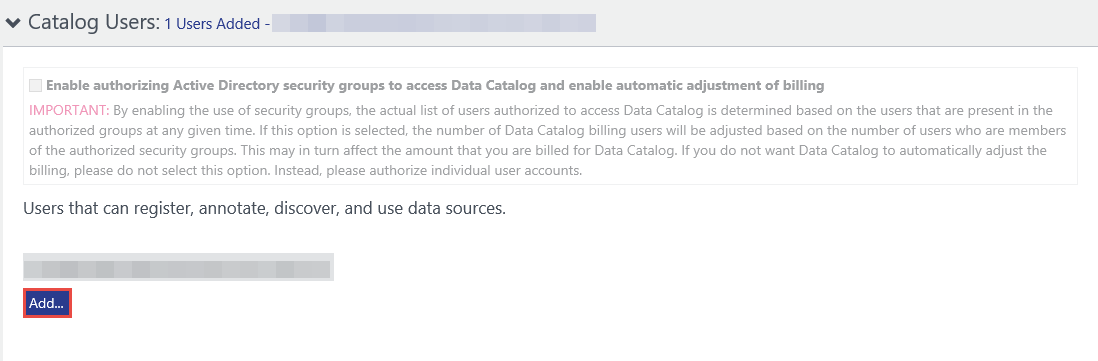 Catalog Users: 1 Users Added -
Enable authorizing Active Directory security groups to access Data Catalog and enable automatic adjustment of billing
IMPORTANT: By enabling the use of security groups, the actual list of users authorized to access Data Catalog is determined based on the users that are present in the
authorized groups at any given time. If this option is selected, the number of Data Catalog billing users will be adjusted based on the number of users who are members
of the authorized security groups. This may in turn affect the amount that you are billed for Data Catalog. If you do not want Data Catalog to automatically adjust the
billing, please do not select this option. Instead, please authorize individual user accounts.
Users that can register, annotate, discover, and use data sources.
Add...